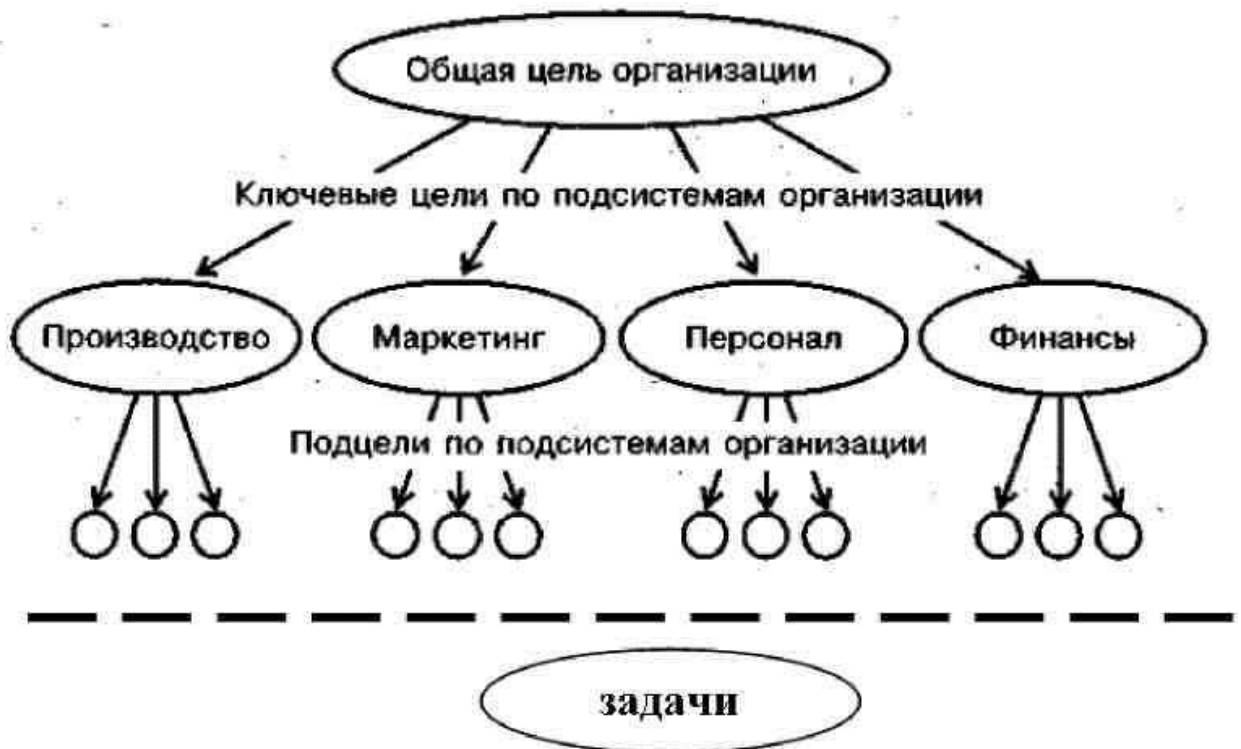 Общая цель организации
Ключевые цели по подсистемам организации
Производство
Маркетинг
Персонал
Финансы
Подцели по подсистемам организации
задачи